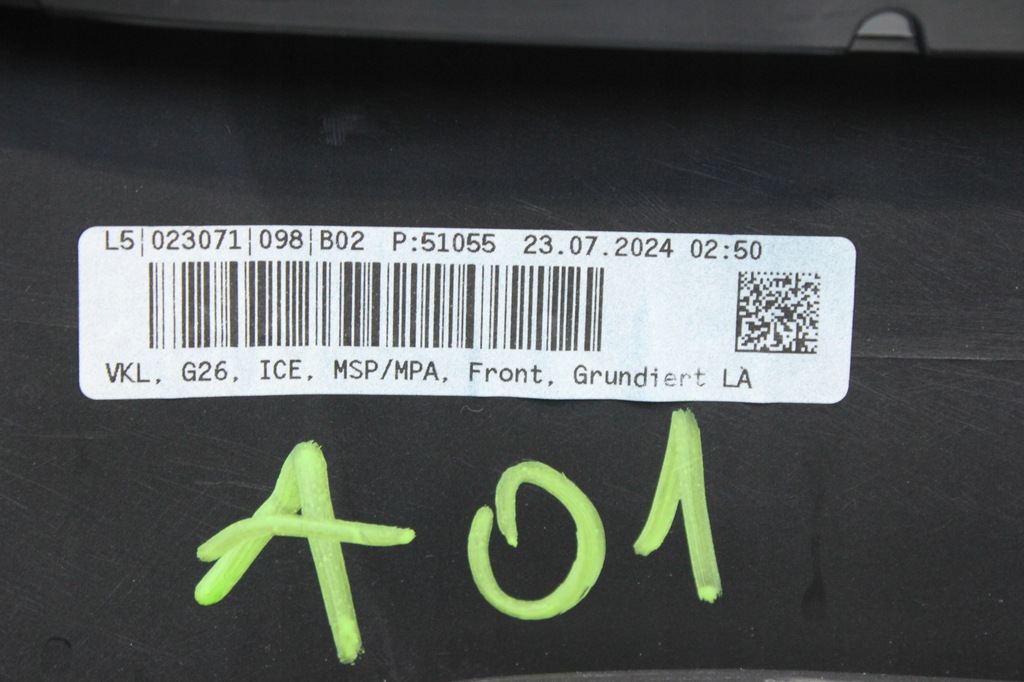 L5|023071|098|B02 P:51055 23.07.2024 02:50
VKL, G26, ICE, MSP/MPA, Front, Grundiert LA
A01